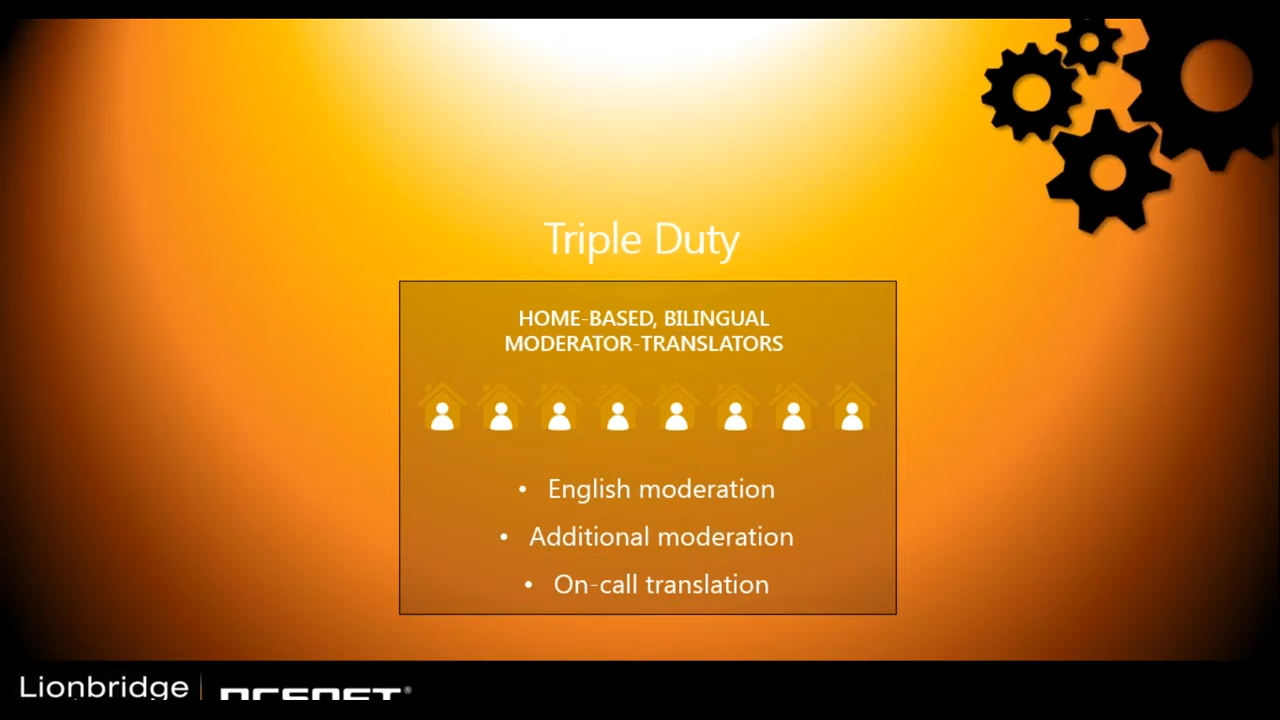 Triple Duty
HOME-BASED, BILINGUAL
MODERATOR-TRANSLATORS
• English moderation
• Additional moderation
• On-call translation
Lionbridge